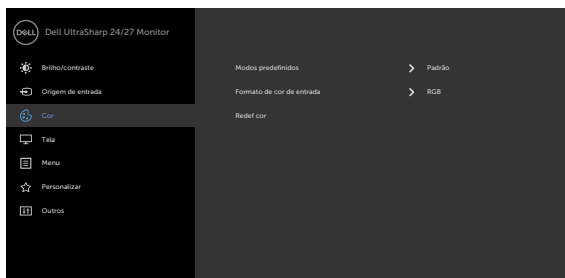 DELL Dell UltraSharp 24/27 Monitor
Brilho/contraste Modos predefinidos Padrão
Origem de entrada Formato de cor de entrada RGB
Cor Redef cor
Tela
Menu
Personalizar
Outros